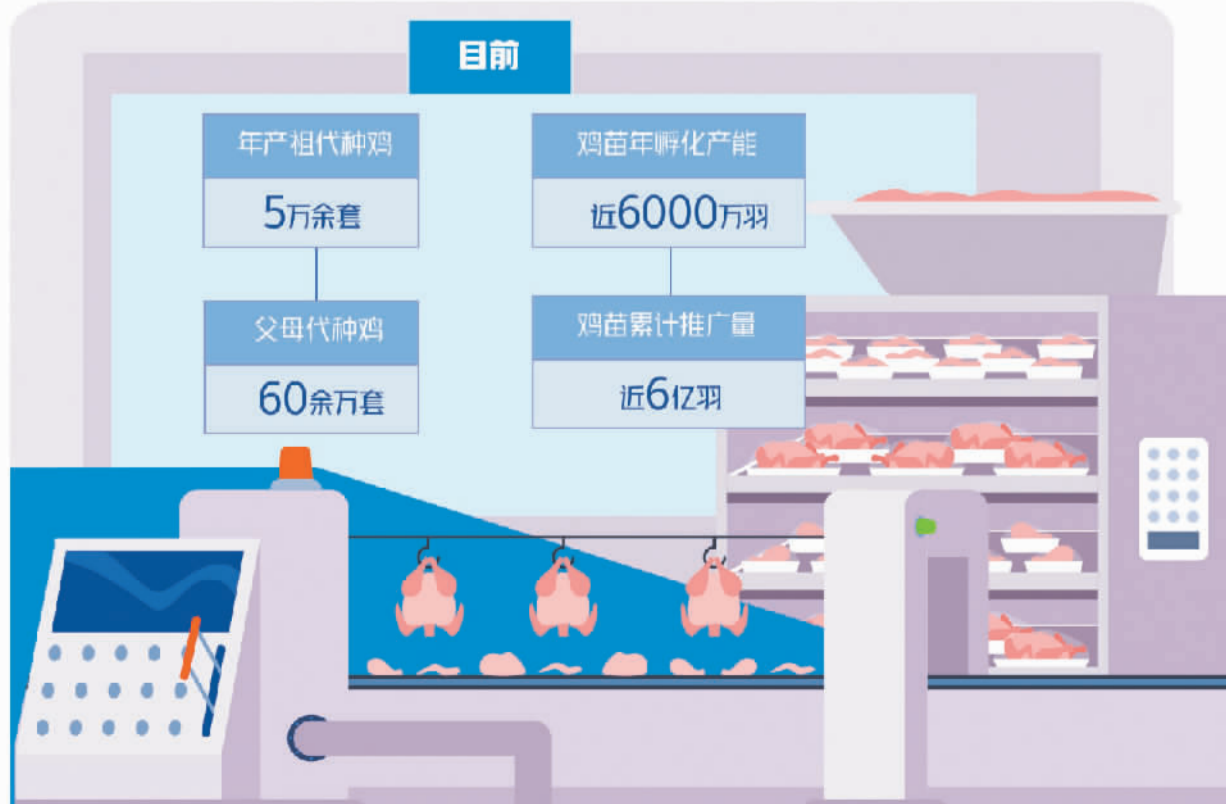 目前
年产祖代种鸡
5万余套
父母代种鸡
60余万套
鸡苗年孵化产能
近6000万羽
鸡苗累计推广量
近6亿羽